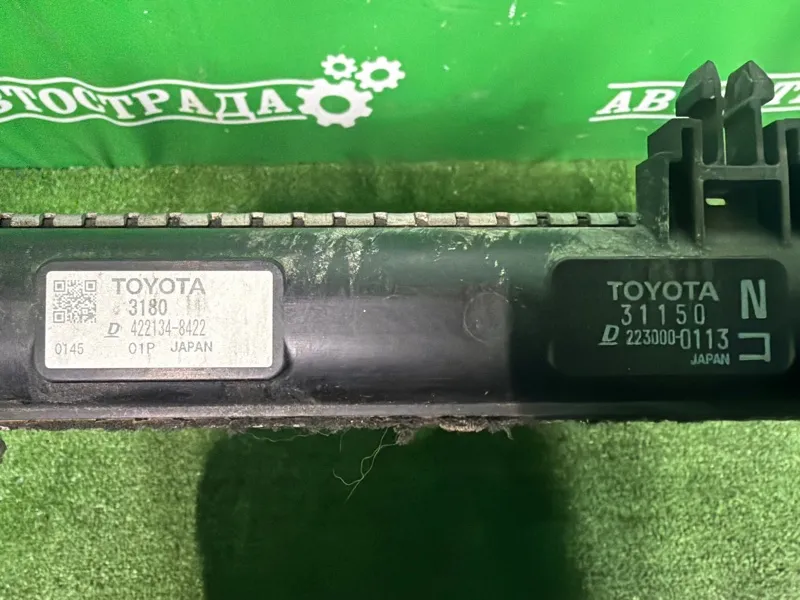 АВТОСТРАДА
АВ
TOYOTA
3180
D 422134-8422
0145 01P JAPAN
TOYOTA
31150
D 223000-0113
JAPAN
N